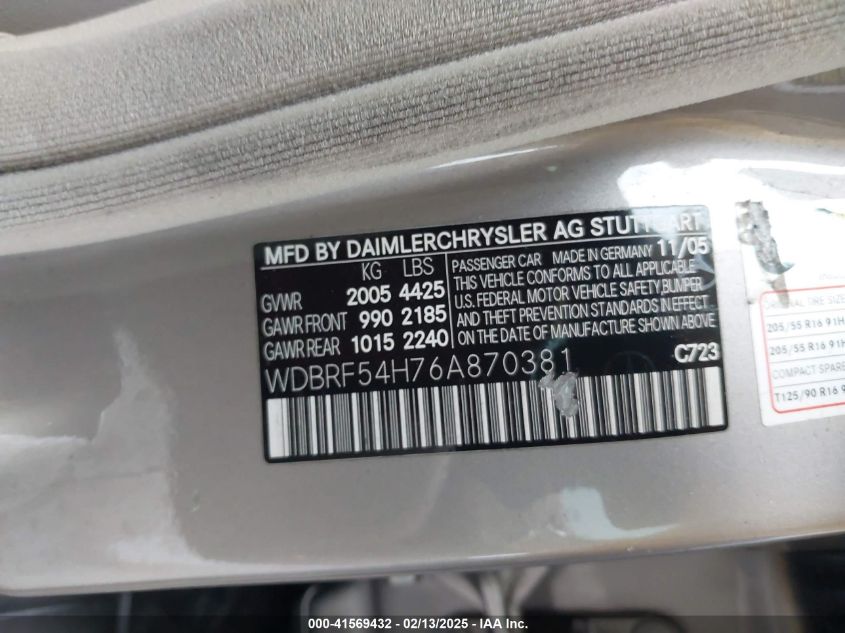 MFD BY DAIMLERCHRYSLER AG STUTTGART
KG LBS
GVWR 2005 4425
GAWR FRONT 990 2185
GAWR REAR 1015 2240
PASSENGER CAR MADE IN GERMANY 11/05
THIS VEHICLE CONFORMS TO ALL APPLICABLE
U.S. FEDERAL MOTOR VEHICLE SAFETY, BUMPER
AND THEFT PREVENTION STANDARDS IN EFFECT
ON THE DATE OF MANUFACTURE SHOWN ABOVE
WDBRF54H76A870381 C723
TIRE SIZE
205/55 R16 91H
205/55 R16 91H
COMPACT SPARE
T125/90 R16
000-41569432 - 02/13/2025 - IAA Inc.